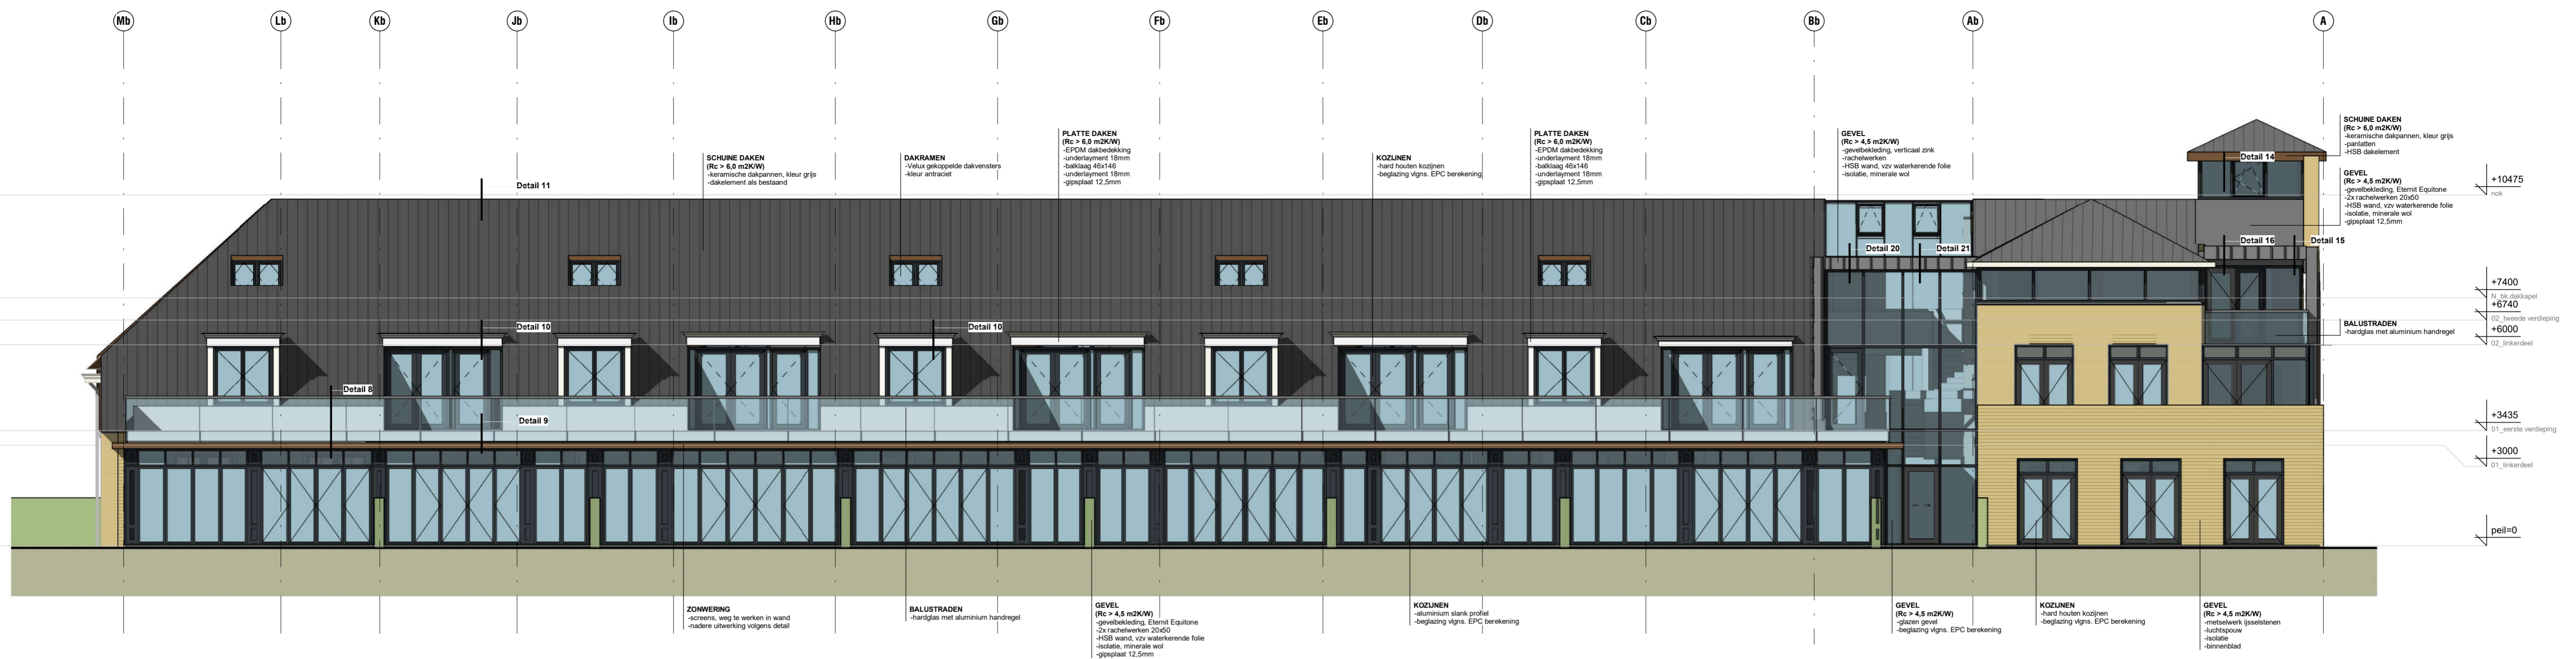 Mb Lb Kb Jb Ib Hb Gb Fb Eb Db Cb Bb Ab A
SCHUINE DAKEN
(Rc > 6,0 m2K/W)
-keramische dakpannen, kleur grijs
-dakelement als bestaand
DAKRAMEN
-Velux gekoppelde dakvensters
-kleur antraciet
PLATTE DAKEN
(Rc > 6,0 m2K/W)
-EPDM dakbedekking
-underlayment 18mm
-balklaag 46x146
-underlayment 18mm
-gipsplaat 12,5mm
KOZIJNEN
-hard houten kozijnen
-beglazing vlgns. EPC berekening
PLATTE DAKEN
(Rc > 6,0 m2K/W)
-EPDM dakbedekking
-underlayment 18mm
-balklaag 46x146
-underlayment 18mm
-gipsplaat 12,5mm
GEVEL
(Rc > 4,5 m2K/W)
-gevelbekleding, verticaal zink
-rachelwerken
-HSB wand, vzv waterkerende folie
-isolatie, minerale wol
SCHUINE DAKEN
(Rc > 6,0 m2K/W)
-keramische dakpannen, kleur grijs
-panlatten
-HSB dakelement
GEVEL
(Rc > 4,5 m2K/W)
-gevelbekleding, Eternit Equitone
-2x rachelwerken 20x50
-HSB wand, vzv waterkerende folie
-isolatie, minerale wol
-gipsplaat 12,5mm
BALUSTRADEN
-hardglas met aluminium handregel
Detail 11
Detail 14
Detail 20
Detail 21
Detail 16
Detail 15
Detail 10
Detail 10
Detail 8
Detail 9
+10475
nok
+7400
N_bk.dakkapel
+6740
02_tweede verdieping
+6000
02_linkerdeel
+3435
01_eerste verdieping
+3000
01_linkerdeel
peil=0
ZONWERING
-screens, weg te werken in wand
-nadere uitwerking volgens detail
BALUSTRADEN
-hardglas met aluminium handregel
GEVEL
(Rc > 4,5 m2K/W)
-gevelbekleding, Eternit Equitone
-2x rachelwerken 20x50
-HSB wand, vzv waterkerende folie
-isolatie, minerale wol
-gipsplaat 12,5mm
KOZIJNEN
-aluminium slank profiel
-beglazing vlgns. EPC berekening
GEVEL
(Rc > 4,5 m2K/W)
-glazen gevel
-beglazing vlgns. EPC berekening
KOZIJNEN
-hard houten kozijnen
-beglazing vlgns. EPC berekening
GEVEL
(Rc > 4,5 m2K/W)
-metselwerk ijsselstenen
-luchtspouw
-isolatie
-binnenblad